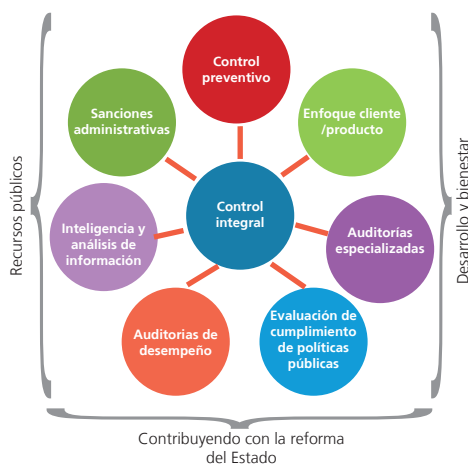 Control
preventivo
Sanciones
administrativas
Enfoque cliente
/producto
Recursos públicos
Control
integral
Inteligencia y
análisis de
información
Auditorías
especializadas
Desarrollo y bienestar
Auditorias de
desempeño
Evaluación de
cumplimiento
de políticas
públicas
Contribuyendo con la reforma
del Estado